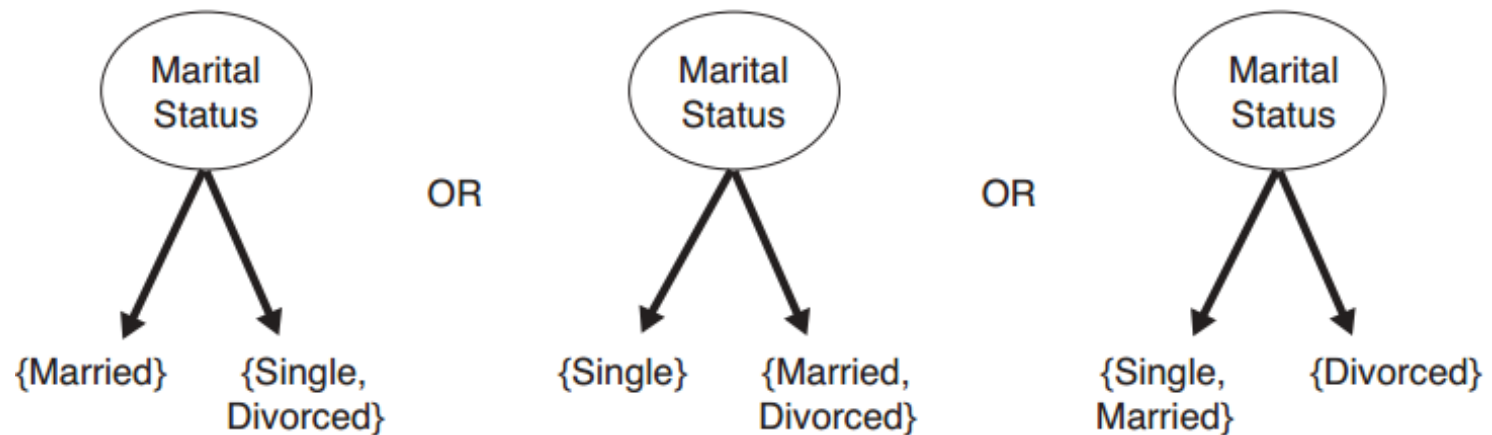 Marital
Status
Marital
Status
Marital
Status
OR
OR
{Married}
{Single,
Divorced}
{Single}
{Married,
Divorced}
{Single,
Married}
{Divorced}